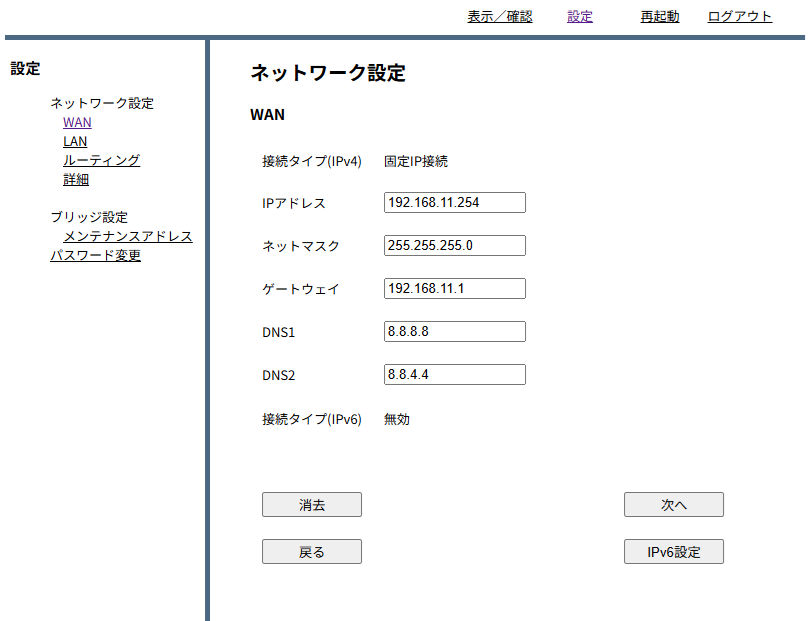 表示／確認 設定 再起動 ログアウト
設定
ネットワーク設定
WAN
LAN
ルーティング
詳細
ブリッジ設定
メンテナンスアドレス
パスワード変更
ネットワーク設定
WAN
接続タイプ(IPv4) 固定IP接続
IPアドレス 192.168.11.254
ネットマスク 255.255.255.0
ゲートウェイ 192.168.11.1
DNS1 8.8.8.8
DNS2 8.8.4.4
接続タイプ(IPv6) 無効
消去 次へ
戻る IPv6設定